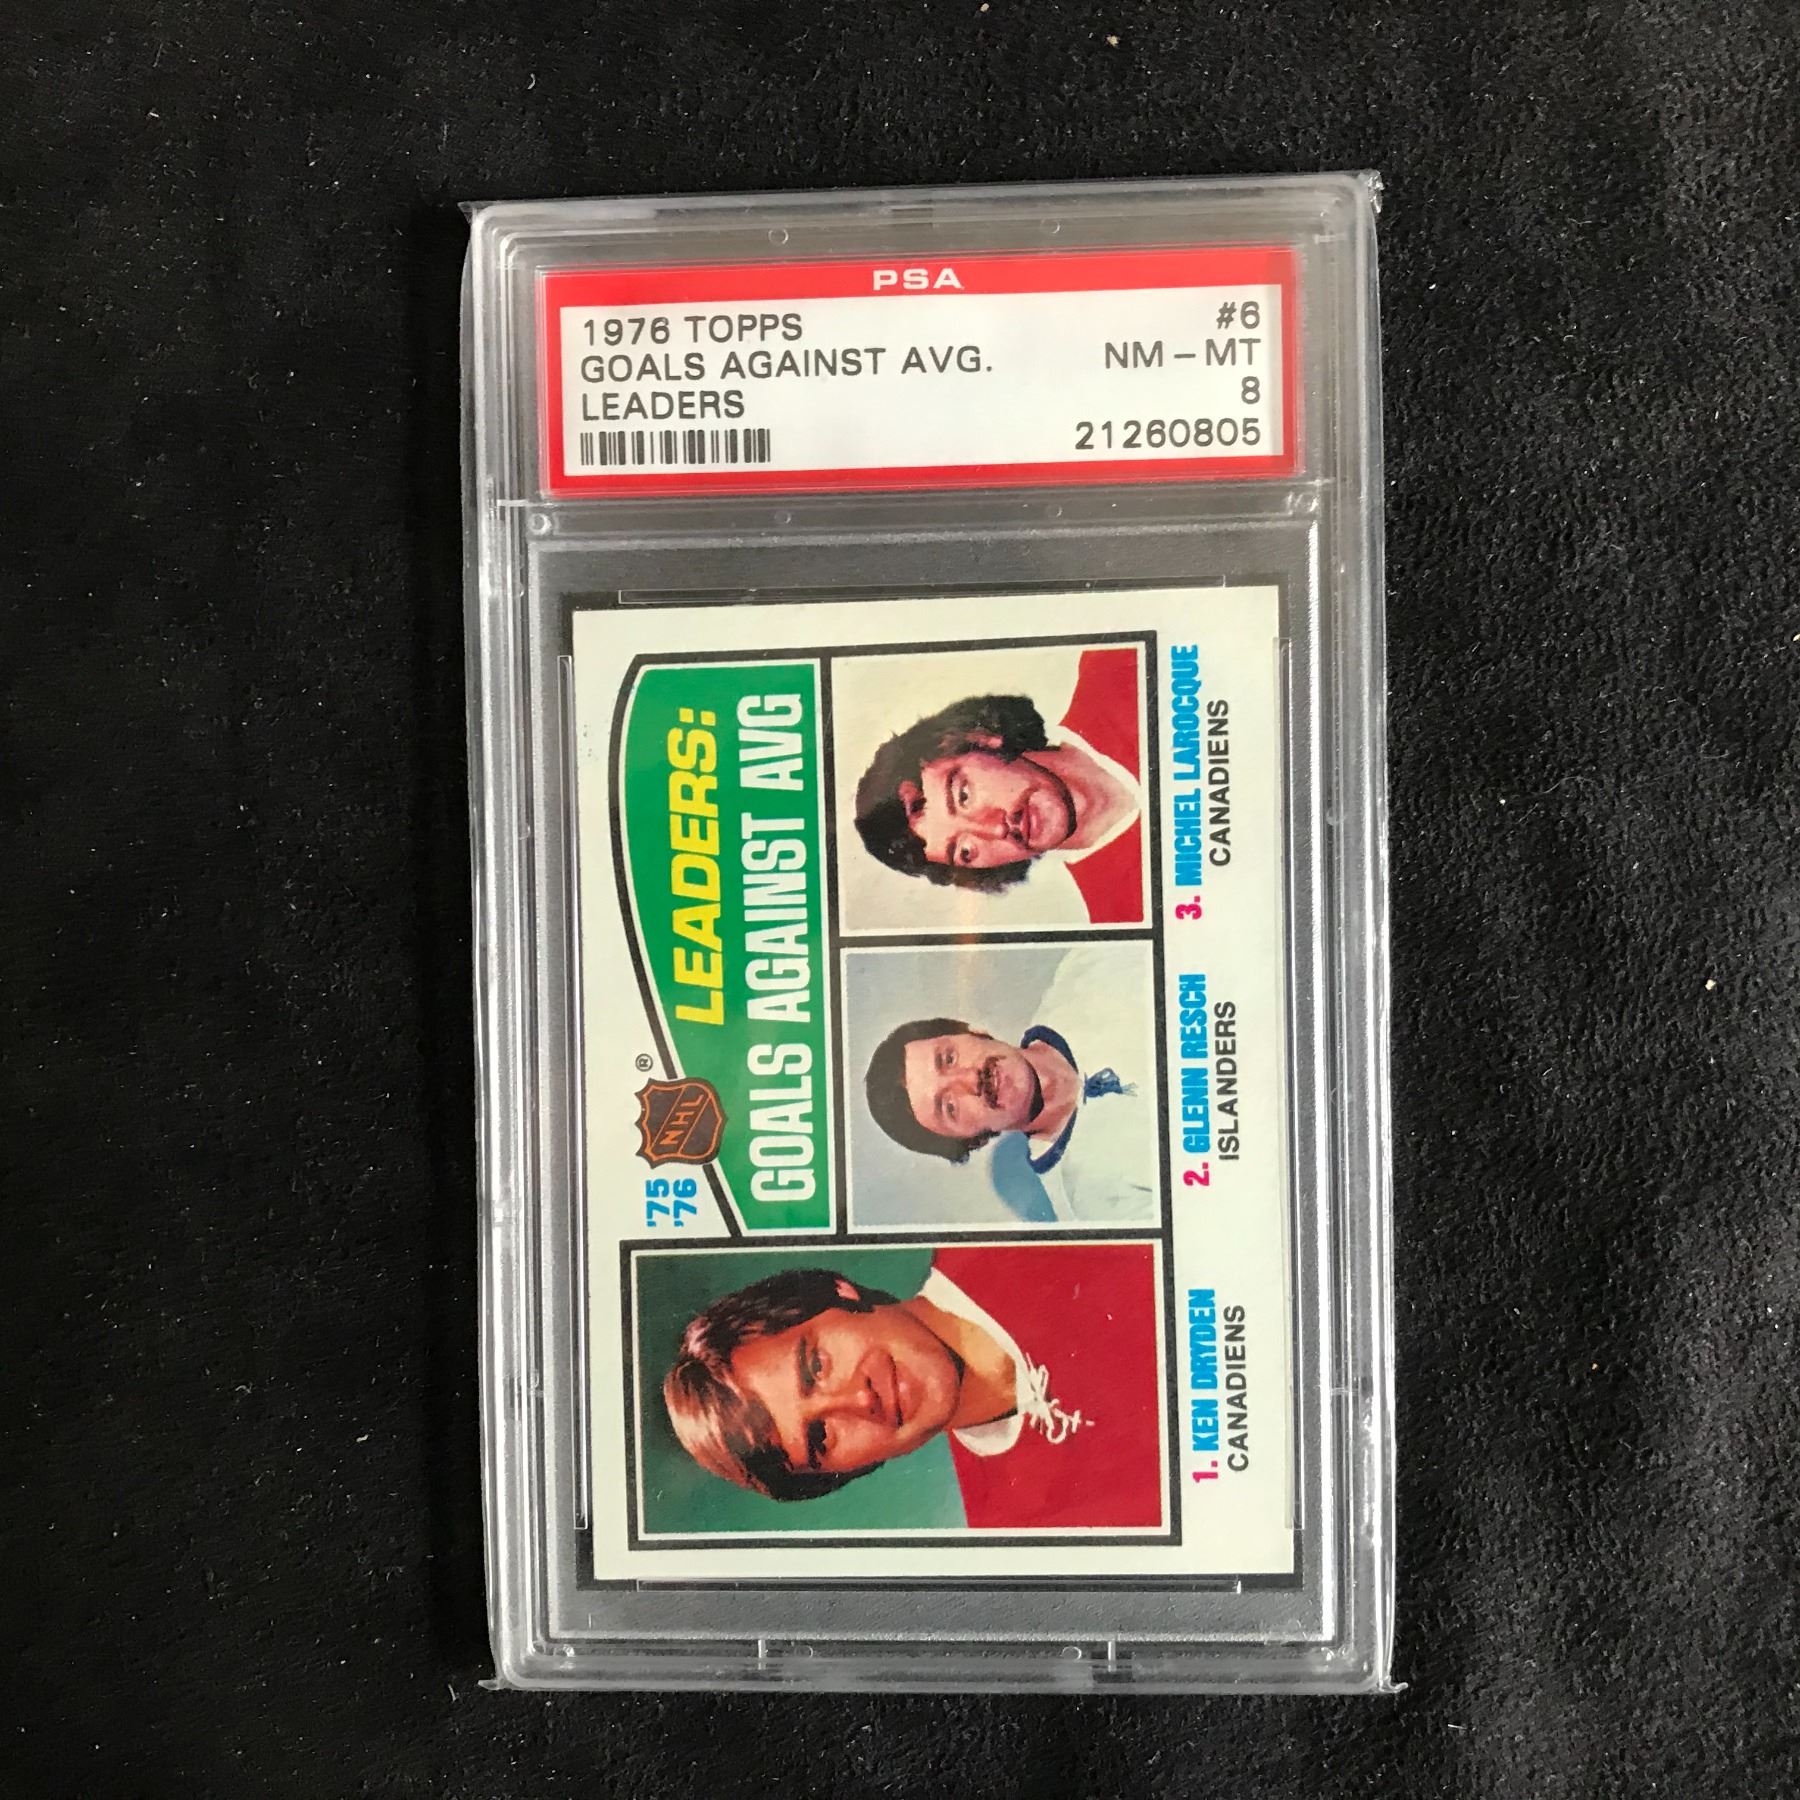 PSA
1976 TOPPS #6
GOALS AGAINST AVG. NM - MT
LEADERS 8
21260805
'75
'76
NHL
®
LEADERS:
GOALS AGAINST AVG
1. KEN DRYDEN
CANADIENS
2. GLENN RESCH
ISLANDERS
3. MICHEL LAROCQUE
CANADIENS